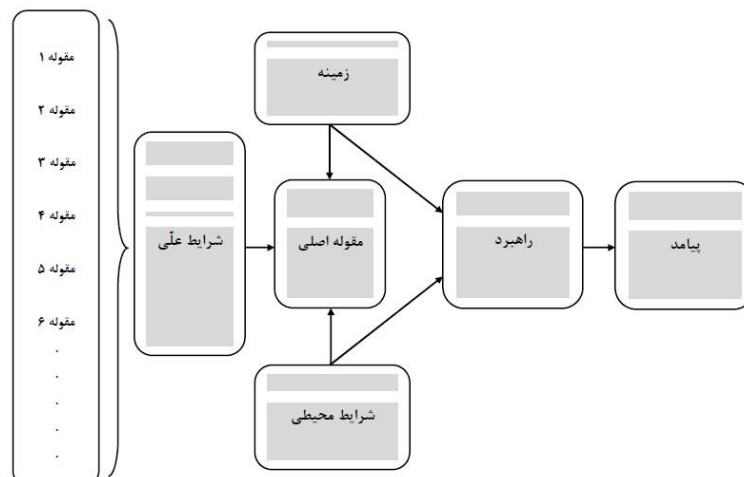 مقوله ۱
مقوله ۲
مقوله ۳
مقوله ۴
مقوله ۵
مقوله ۶
.
.
.
.
.
زمینه
شرایط علّی
مقوله اصلی
راهبرد
پیامد
شرایط محیطی